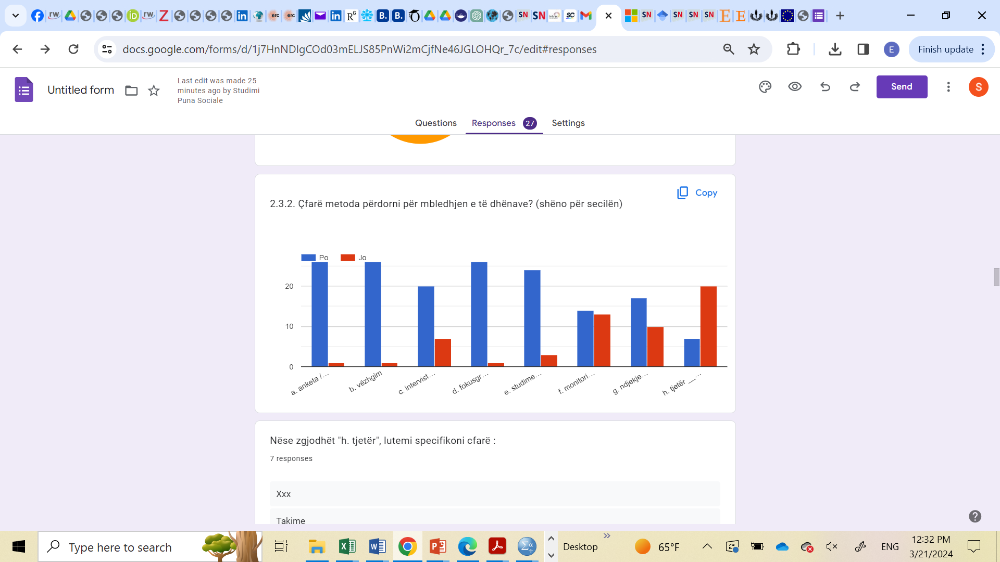 docs.google.com/forms/d/1j7HnNDIgCOd03mELJS85PnWi2mCjfNe46JGLOHQr_7c/edit#responses
E
Finish update
Untitled form
Last edit was made 25
minutes ago by Studimi
Puna Sociale
Send
S
Questions
Responses 27
Settings
Copy
2.3.2. Çfarë metoda përdorni për mbledhjen e të dhënave? (shëno për secilën)
Po
Jo
20
10
0
a. anketa /…
b. vëzhgim
c. intervist…
d. fokusgr…
e. studime…
f. monitori…
g. ndjekje…
h. tjetër __…
Nëse zgjodhët "h. tjetër", lutemi specifikoni cfarë :
7 responses
Xxx
Takime
Type here to search
Desktop
65°F
ENG
12:32 PM
3/21/2024